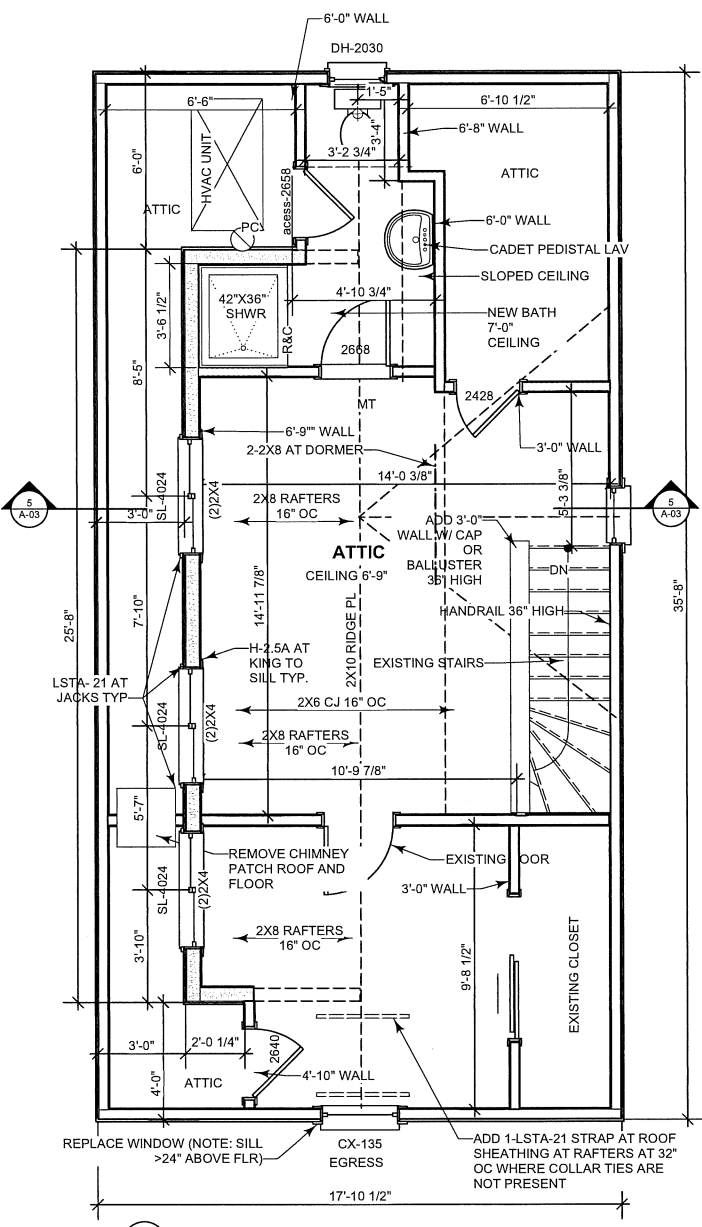 6'-0" WALL
DH-2030
1'-5"
6'-6"
6'-10 1/2"
3'-4"
6'-8" WALL
6'-0"
HVAC UNIT
3'-2 3/4"
acess-2658
ATTIC
ATTIC
6'-0" WALL
PC
CADET PEDISTAL LAV
SLOPED CEILING
4'-10 3/4"
42"X36"
SHWR
3'-6 1/2"
R&C
NEW BATH
7'-0"
CEILING
2668
8'-5"
MT
2428
6'-9"" WALL
2-2X8 AT DORMER
3'-0" WALL
14'-0 3/8"
5'-3 3/8"
SL-4024
(2)2X4
2X8 RAFTERS
16" OC
5
A-03
5
A-03
3'-0"
ADD 3'-0"
WALL W/ CAP
OR
BALLUSTER
36" HIGH
ATTIC
CEILING 6'-9"
DN
14'-11 7/8"
2X10 RIDGE PL
HANDRAIL 36" HIGH
35'-8"
25'-8"
7'-10"
H-2.5A AT
KING TO
SILL TYP.
EXISTING STAIRS
LSTA- 21 AT
JACKS TYP.
SL-4024
(2)2X4
2X6 CJ 16" OC
2X8 RAFTERS
16" OC
10'-9 7/8"
5'-7"
REMOVE CHIMNEY
PATCH ROOF AND
FLOOR
EXISTING OOR
3'-0" WALL
SL-4024
(2)2X4
2X8 RAFTERS
16" OC
3'-10"
9'-8 1/2"
EXISTING CLOSET
3'-0"
2'-0 1/4"
2640
4'-10" WALL
ATTIC
4'-0"
REPLACE WINDOW (NOTE: SILL
>24" ABOVE FLR)
CX-135
EGRESS
ADD 1-LSTA-21 STRAP AT ROOF
SHEATHING AT RAFTERS AT 32"
OC WHERE COLLAR TIES ARE
NOT PRESENT
17'-10 1/2"